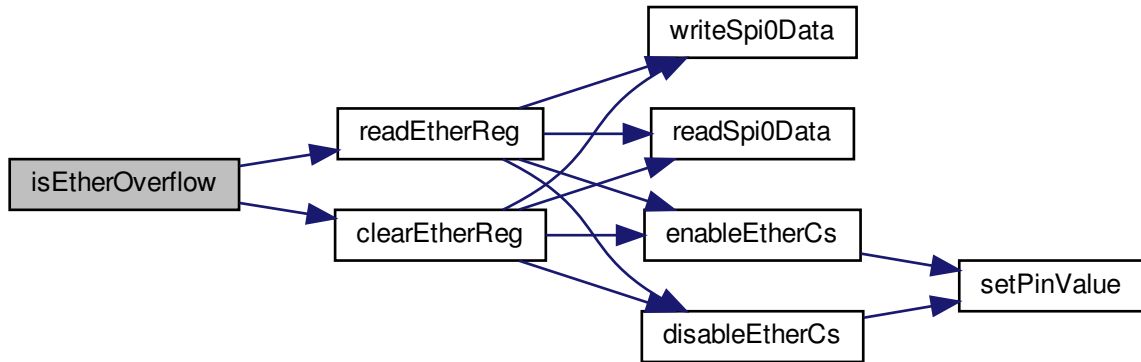 writeSpi0Data
readEtherReg
readSpi0Data
isEtherOverflow
clearEtherReg
enableEtherCs
setPinValue
disableEtherCs